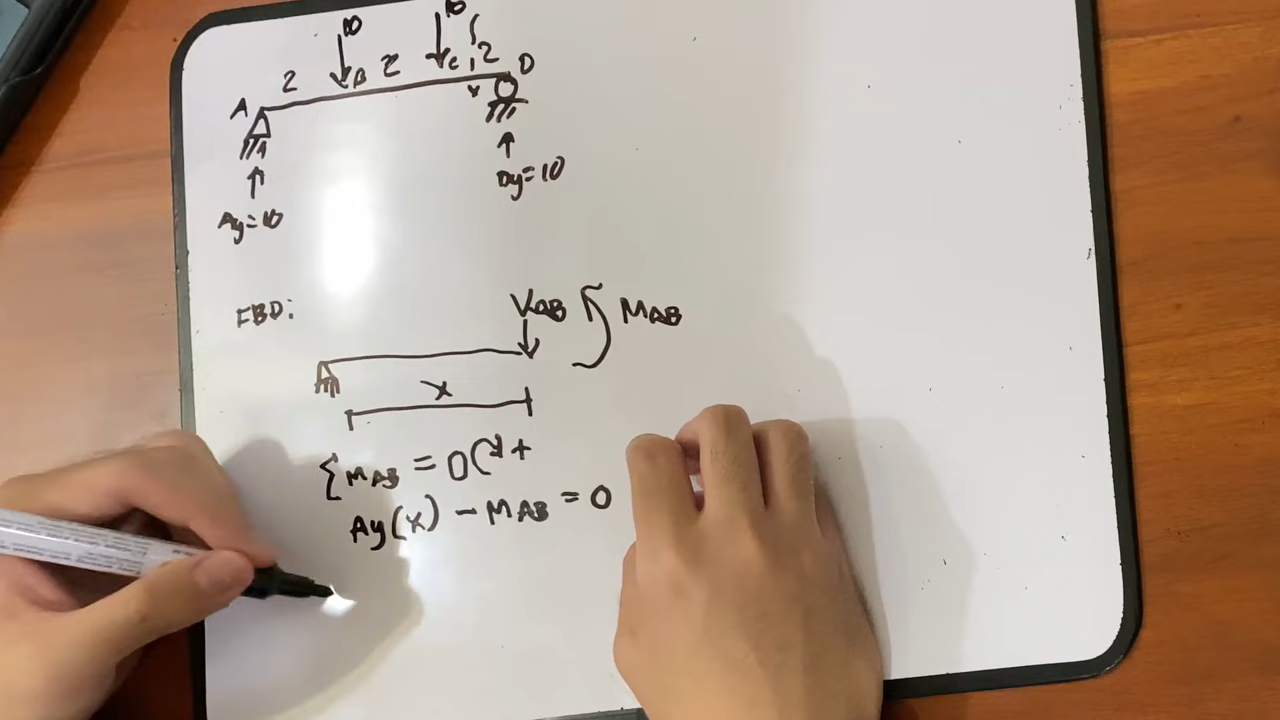 10 10
2 B 2 C 2 D
A x
Dy=10
Ay=10
FBD:
VAB MAB
x
ΣMAB = 0 +
Ay(x) - MAB = 0